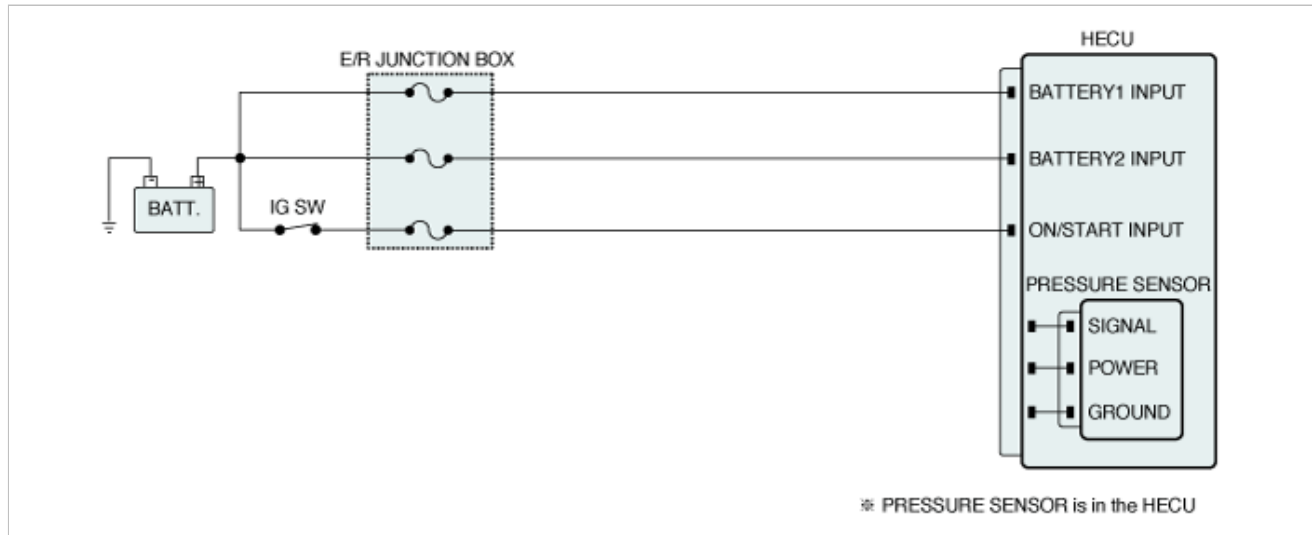 HECU
E/R JUNCTION BOX
BATTERY1 INPUT
BATTERY2 INPUT
- +
BATT.
IG SW
ON/START INPUT
PRESSURE SENSOR
SIGNAL
POWER
GROUND
※ PRESSURE SENSOR is in the HECU